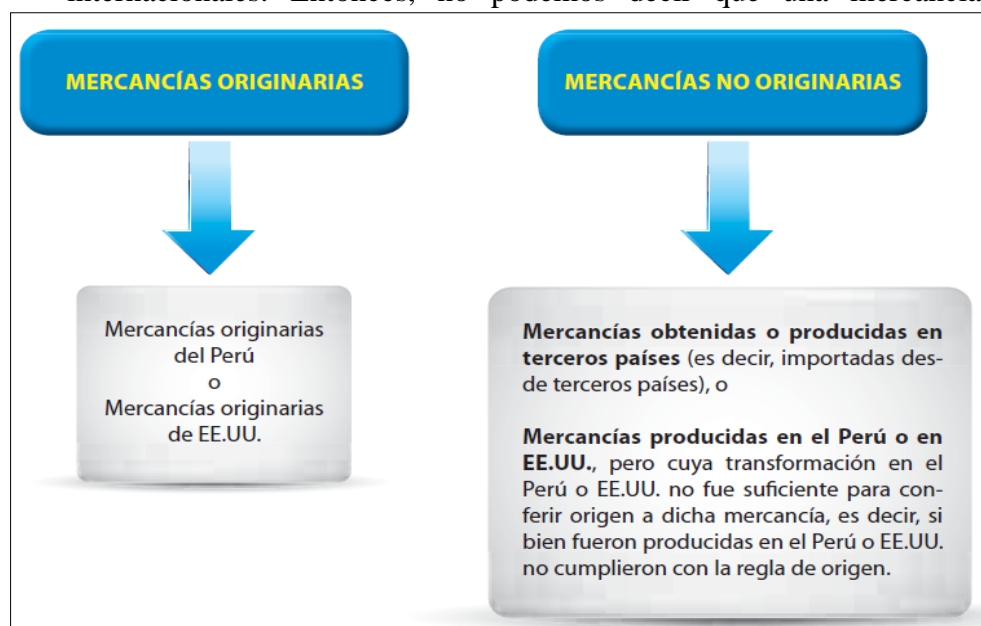 internacionales. Entonces, no podemos decir que una mercancía
MERCANCÍAS ORIGINARIAS
MERCANCÍAS NO ORIGINARIAS
Mercancías originarias
del Perú
o
Mercancías originarias
de EE.UU.
Mercancías obtenidas o producidas en
terceros países (es decir, importadas des-
de terceros países), o
Mercancías producidas en el Perú o en
EE.UU., pero cuya transformación en el
Perú o EE.UU. no fue suficiente para con-
ferir origen a dicha mercancía, es decir, si
bien fueron producidas en el Perú o EE.UU.
no cumplieron con la regla de origen.